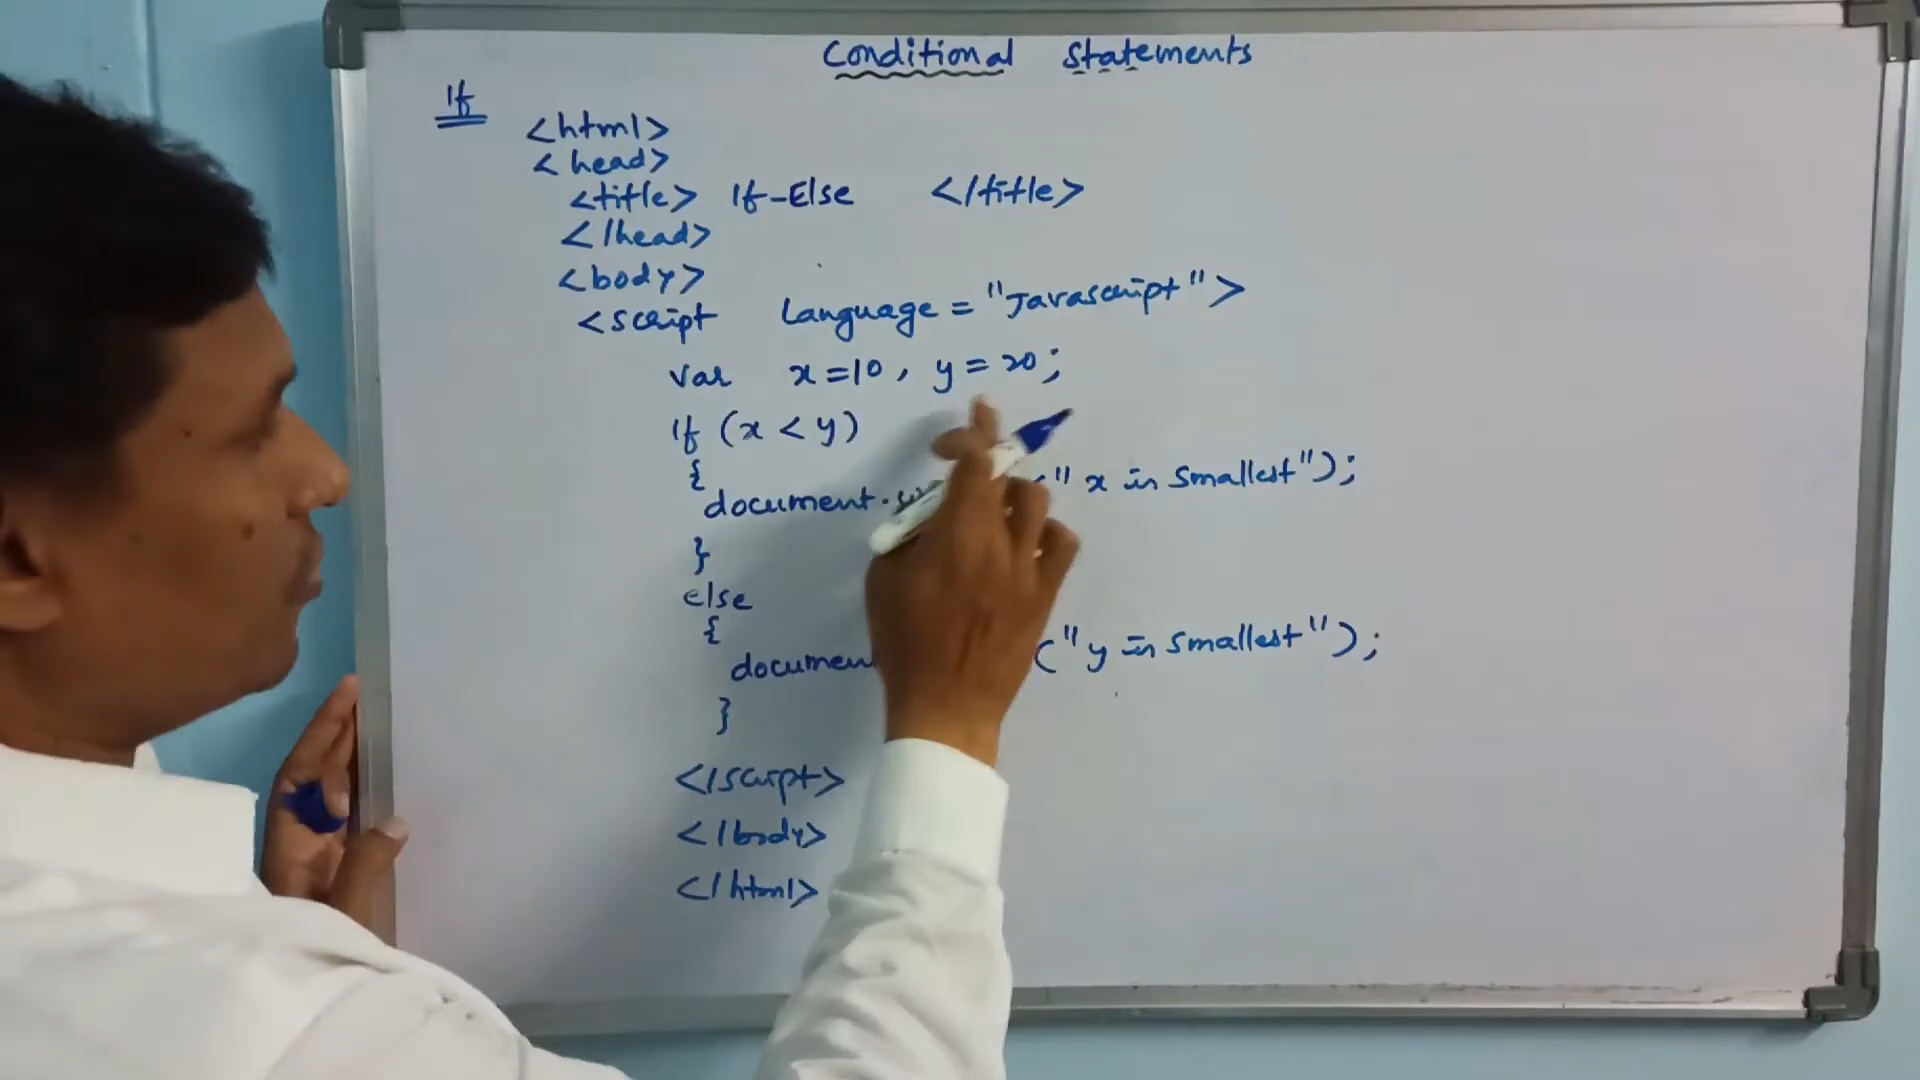 Conditional Statements
If
<html>
<head>
<title> If-Else </title>
</head>
<body>
<script language = "Javascript">
var x=10, y=20;
If (x < y)
{
document. (" x is smallest");
}
else
{
documen ("y is smallest");
}
</script>
</body>
</html>